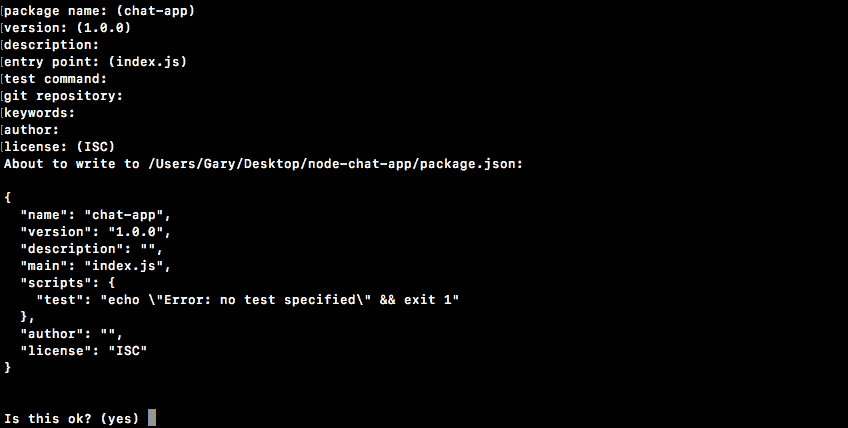 [package name: (chat-app)
[version: (1.0.0)
[description:
[entry point: (index.js)
[test command:
[git repository:
[keywords:
[author:
[license: (ISC)
About to write to /Users/Gary/Desktop/node-chat-app/package.json:
{
  "name": "chat-app",
  "version": "1.0.0",
  "description": "",
  "main": "index.js",
  "scripts": {
    "test": "echo \"Error: no test specified\" && exit 1"
  },
  "author": "",
  "license": "ISC"
}
Is this ok? (yes)